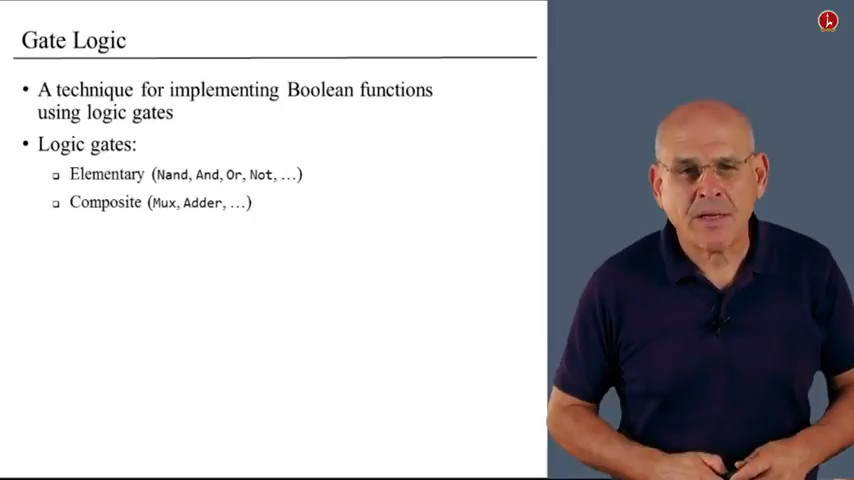 Gate Logic
• A technique for implementing Boolean functions
using logic gates
• Logic gates:
❑ Elementary (Nand, And, Or, Not, …)
❑ Composite (Mux, Adder, …)